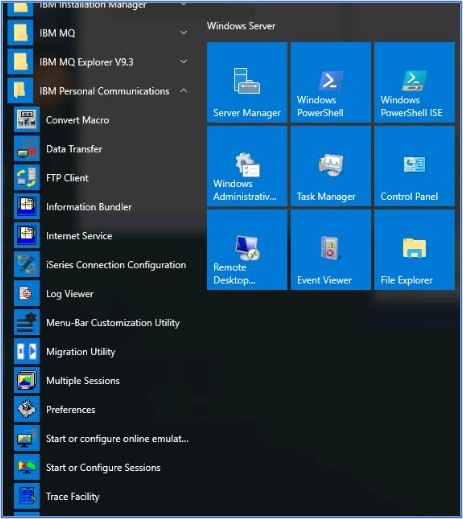 IBM Installation Manager
IBM MQ
IBM MQ Explorer V9.3
IBM Personal Communications
Convert Macro
Data Transfer
FTP Client
Information Bundler
Internet Service
iSeries Connection Configuration
Log Viewer
Menu-Bar Customization Utility
Migration Utility
Multiple Sessions
Preferences
Start or configure online emulat...
Start or Configure Sessions
Trace Facility
Windows Server
Server Manager
Windows
PowerShell
Windows
PowerShell ISE
Windows
Administrativ...
Task Manager
Control Panel
Remote
Desktop...
Event Viewer
File Explorer